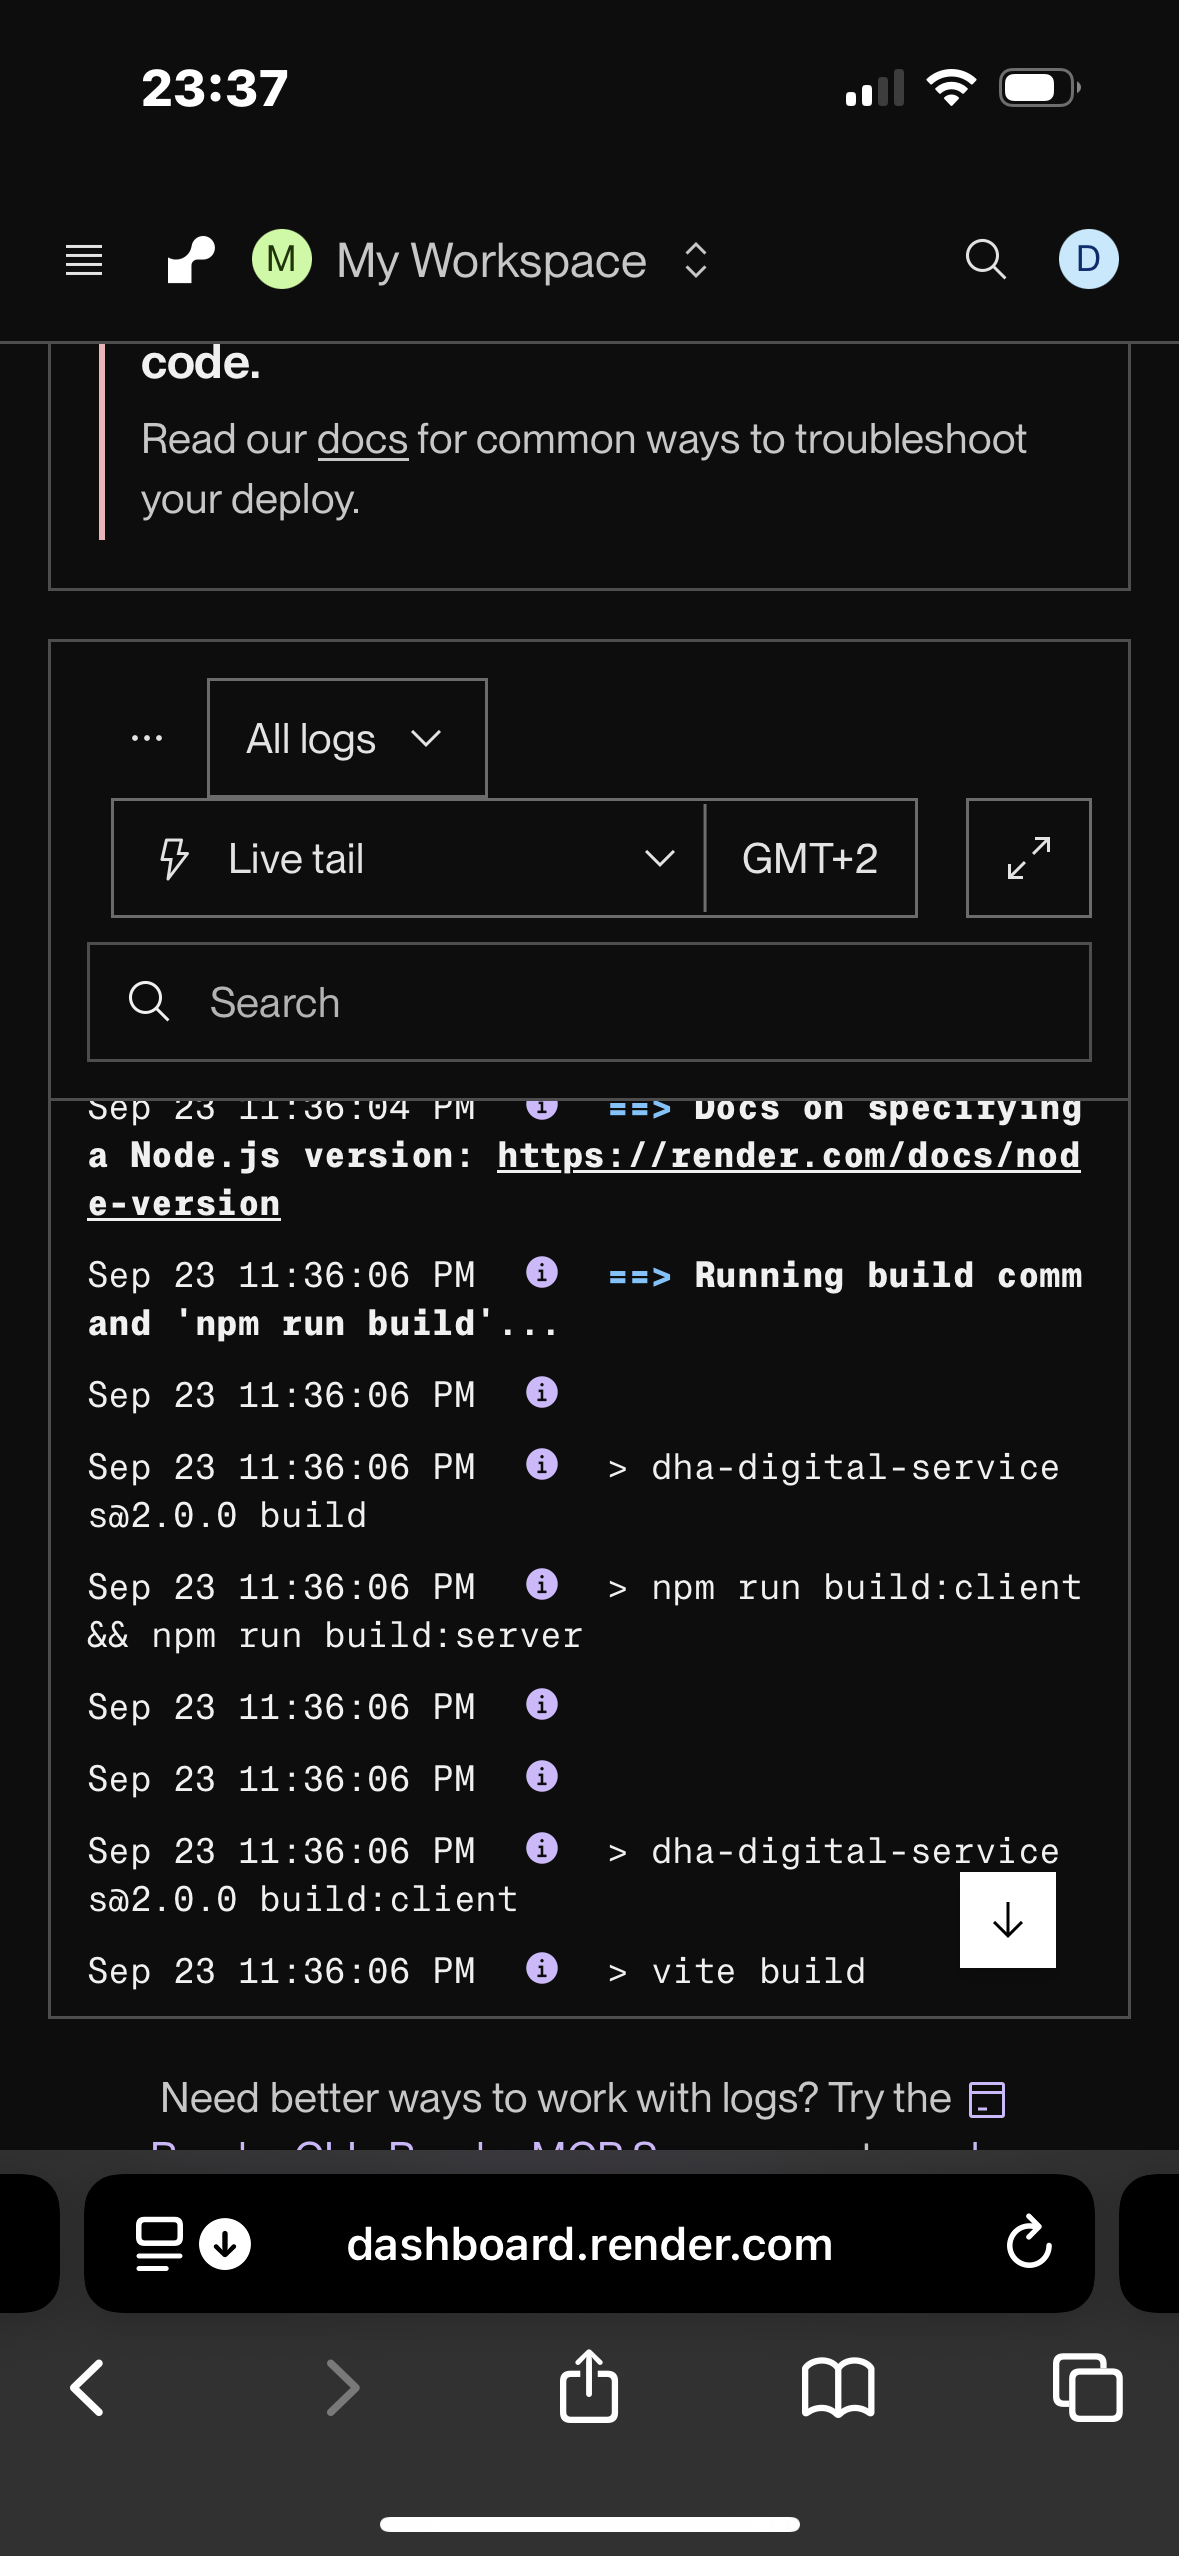 23:37
M My Workspace D
code.
Read our docs for common ways to troubleshoot
your deploy.
... All logs
Live tail GMT+2
Search
Sep 23 11:36:04 PM i ==> Docs on specifying
a Node.js version: https://render.com/docs/nod
e-version
Sep 23 11:36:06 PM i ==> Running build comm
and 'npm run build'...
Sep 23 11:36:06 PM i
Sep 23 11:36:06 PM i > dha-digital-service
s@2.0.0 build
Sep 23 11:36:06 PM i > npm run build:client
&& npm run build:server
Sep 23 11:36:06 PM i
Sep 23 11:36:06 PM i
Sep 23 11:36:06 PM i > dha-digital-service
s@2.0.0 build:client
Sep 23 11:36:06 PM i > vite build
Need better ways to work with logs? Try the
dashboard.render.com